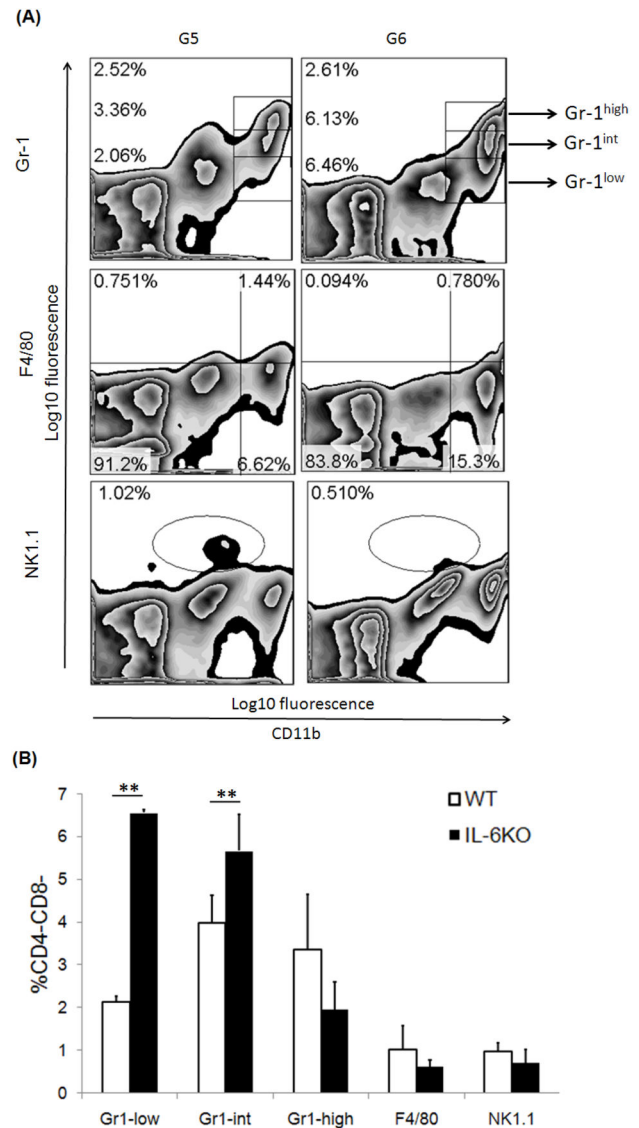 (A)
G5 G6
2.52% 2.61%
3.36% 6.13%
2.06% 6.46%
Gr-1
Gr-1high
Gr-1int
Gr-1low
0.751% 1.44% 0.094% 0.780%
F4/80
Log10 fluorescence
91.2% 6.62% 83.8% 15.3%
1.02% 0.510%
NK1.1
Log10 fluorescence
CD11b
(B)
7
6
5
4
3
2
1
0
%CD4-CD8-
** **
WT
IL-6KO
Gr1-low Gr1-int Gr1-high F4/80 NK1.1